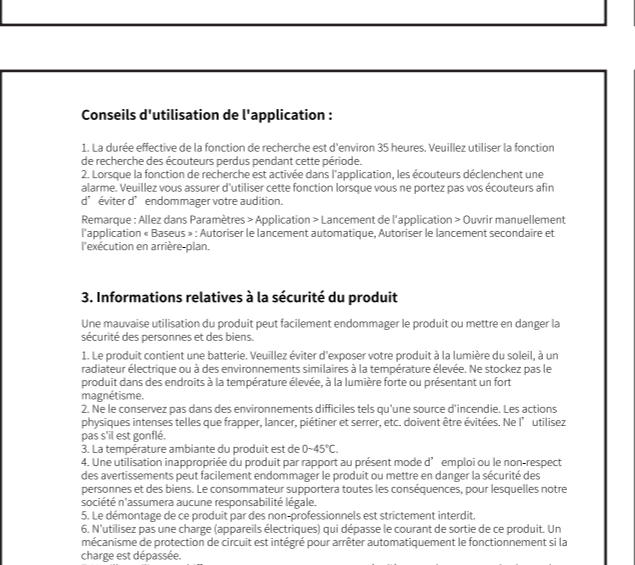 Conseils d'utilisation de l'application :
1. La durée effective de la fonction de recherche est d'environ 35 heures. Veuillez utiliser la fonction
de recherche des écouteurs perdus pendant cette période.
2. Lorsque la fonction de recherche est activée dans l'application, les écouteurs déclenchent une
alarme. Veuillez vous assurer d'utiliser cette fonction lorsque vous ne portez pas vos écouteurs afin
d' éviter d' endommager votre audition.
Remarque : Allez dans Paramètres > Application > Lancement de l'application > Ouvrir manuellement
l'application « Baseus » : Autoriser le lancement automatique, Autoriser le lancement secondaire et
l'exécution en arrière-plan.
3. Informations relatives à la sécurité du produit
Une mauvaise utilisation du produit peut facilement endommager le produit ou mettre en danger la
sécurité des personnes et des biens.
1. Le produit contient une batterie. Veuillez éviter d'exposer votre produit à la lumière du soleil, à un
radiateur électrique ou à des environnements similaires à la température élevée. Ne stockez pas le
produit dans des endroits à la température élevée, à la lumière forte ou présentant un fort
magnétisme.
2. Ne le conservez pas dans des environnements difficiles tels qu'une source d'incendie. Les actions
physiques intenses telles que frapper, lancer, piétiner et serrer, etc. doivent être évitées. Ne l' utilisez
pas s'il est gonflé.
3. La température ambiante du produit est de 0~45°C.
4. Une utilisation inappropriée du produit par rapport au présent mode d' emploi ou le non-respect
des avertissements peut facilement endommager le produit ou mettre en danger la sécurité des
personnes et des biens. Le consommateur supportera toutes les conséquences, pour lesquelles notre
société n'assumera aucune responsabilité légale.
5. Le démontage de ce produit par des non-professionnels est strictement interdit.
6. N'utilisez pas une charge (appareils électriques) qui dépasse le courant de sortie de ce produit. Un
mécanisme de protection de circuit est intégré pour arrêter automatiquement le fonctionnement si la
charge est dépassée.